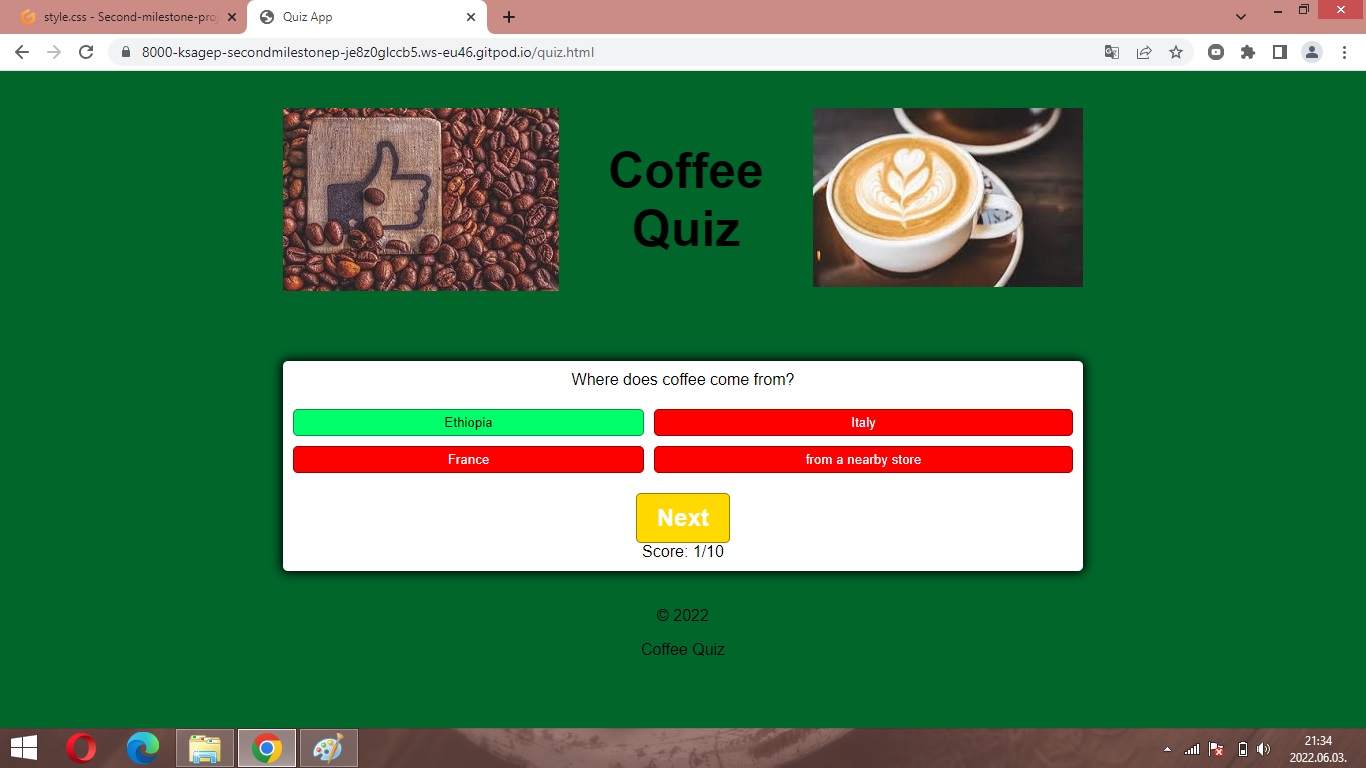 style.css - Second-milestone-proj
Quiz App
8000-ksagep-secondmilestonep-je8z0glccb5.ws-eu46.gitpod.io/quiz.html
Coffee
Quiz
Where does coffee come from?
Ethiopia
Italy
France
from a nearby store
Next
Score: 1/10
© 2022
Coffee Quiz
21:34
2022.06.03.